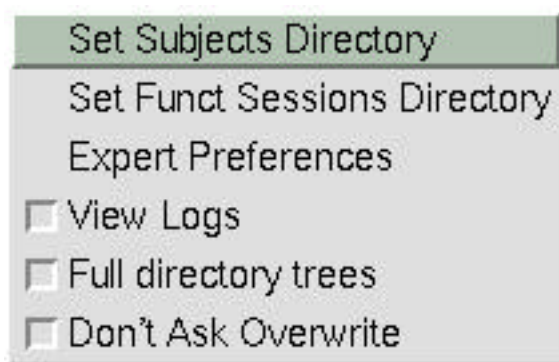 Set Subjects Directory
Set Funct Sessions Directory
Expert Preferences
View Logs
Full directory trees
Don't Ask Overwrite